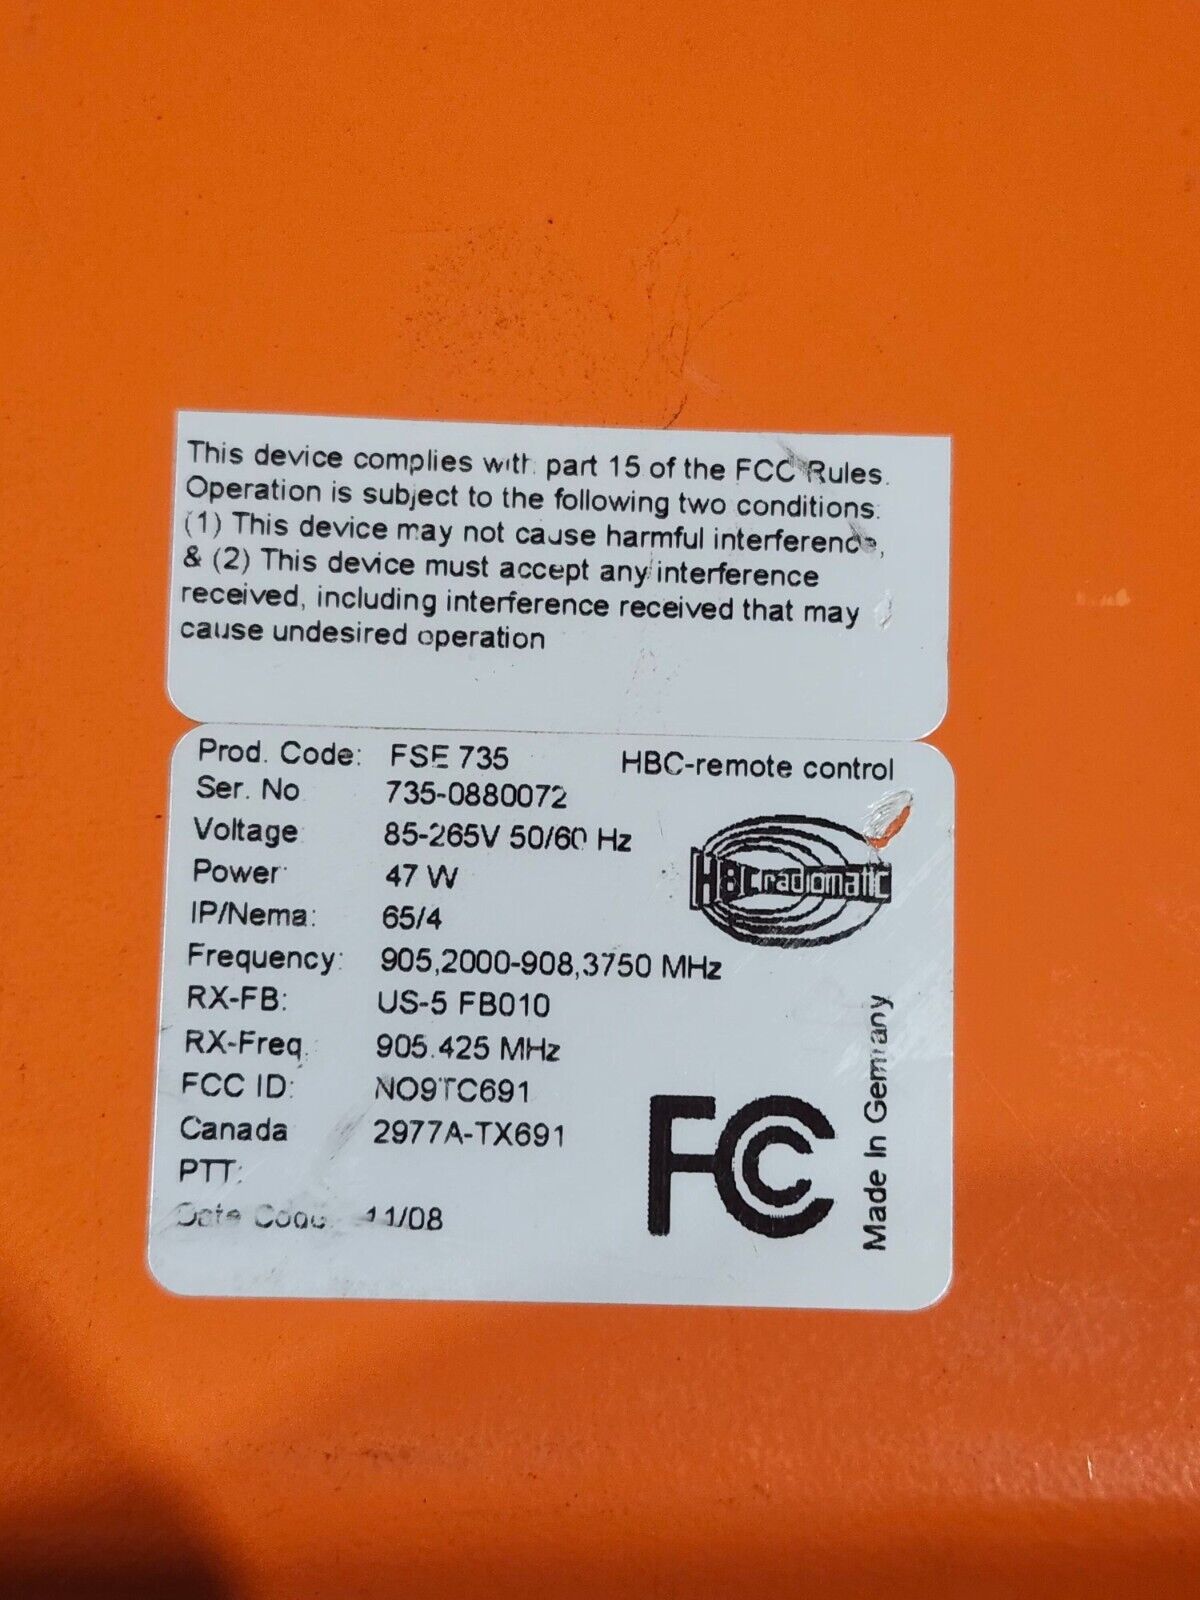 This device complies with part 15 of the FCC Rules.
Operation is subject to the following two conditions:
(1) This device may not cause harmful interference,
& (2) This device must accept any interference
received, including interference received that may
cause undesired operation
Prod. Code: FSE 735 HBC-remote control
Ser. No 735-0880072
Voltage 85-265V 50/60 Hz
HBC radiomatic
Power 47 W
IP/Nema: 65/4
Frequency: 905,2000-908,3750 MHz
RX-FB: US-5 FB010
RX-Freq. 905.425 MHz
FCC ID: NO9TC691
Canada 2977A-TX691
PTT:
Date Code: 11/08
FC
Made In Germany